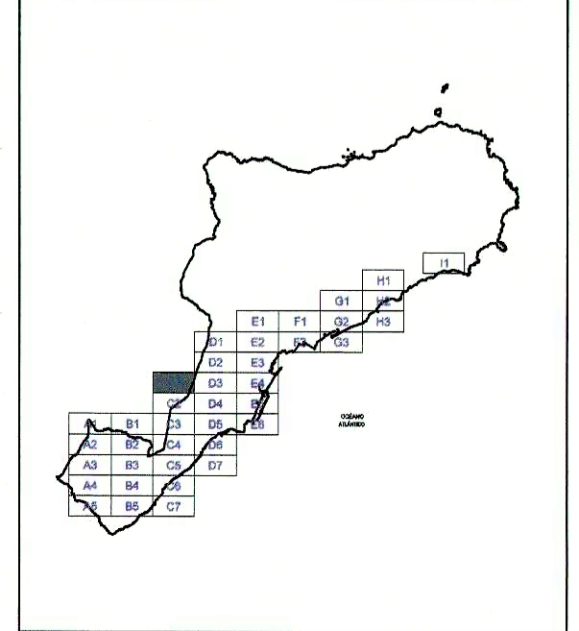 I1
H1
G1 H2
E1 F1 G2 H3
D1 E2 F2 G3
D2 E3
D3 E4
C2 D4
A1 B1 C3 D5 E6
A2 B2 C4 D6
A3 B3 C5 D7
A4 B4 C6
A5 B5 C7
OCÉANO
ATLÁNTICO